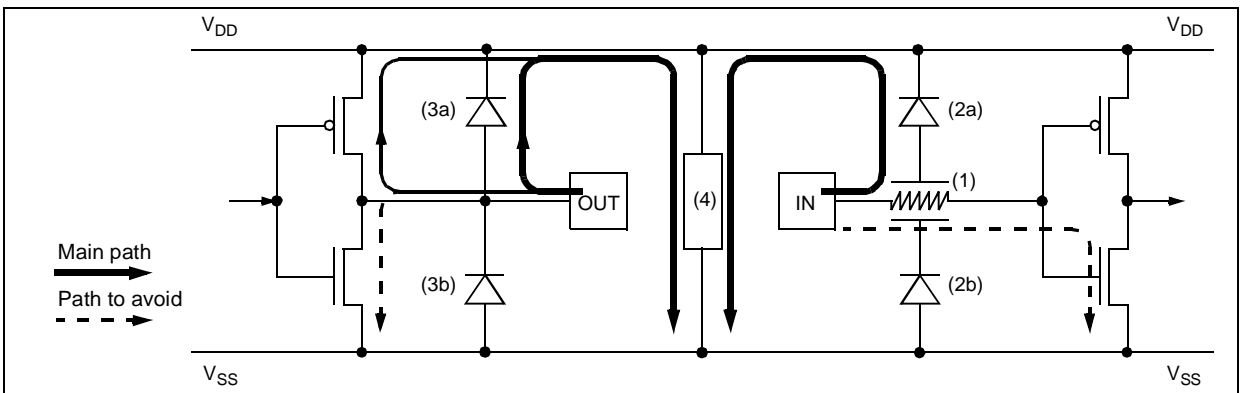 VDD VDD
(3a) (2a)
(1)
OUT (4) IN
Main path
(3b) (2b)
Path to avoid
VSS VSS